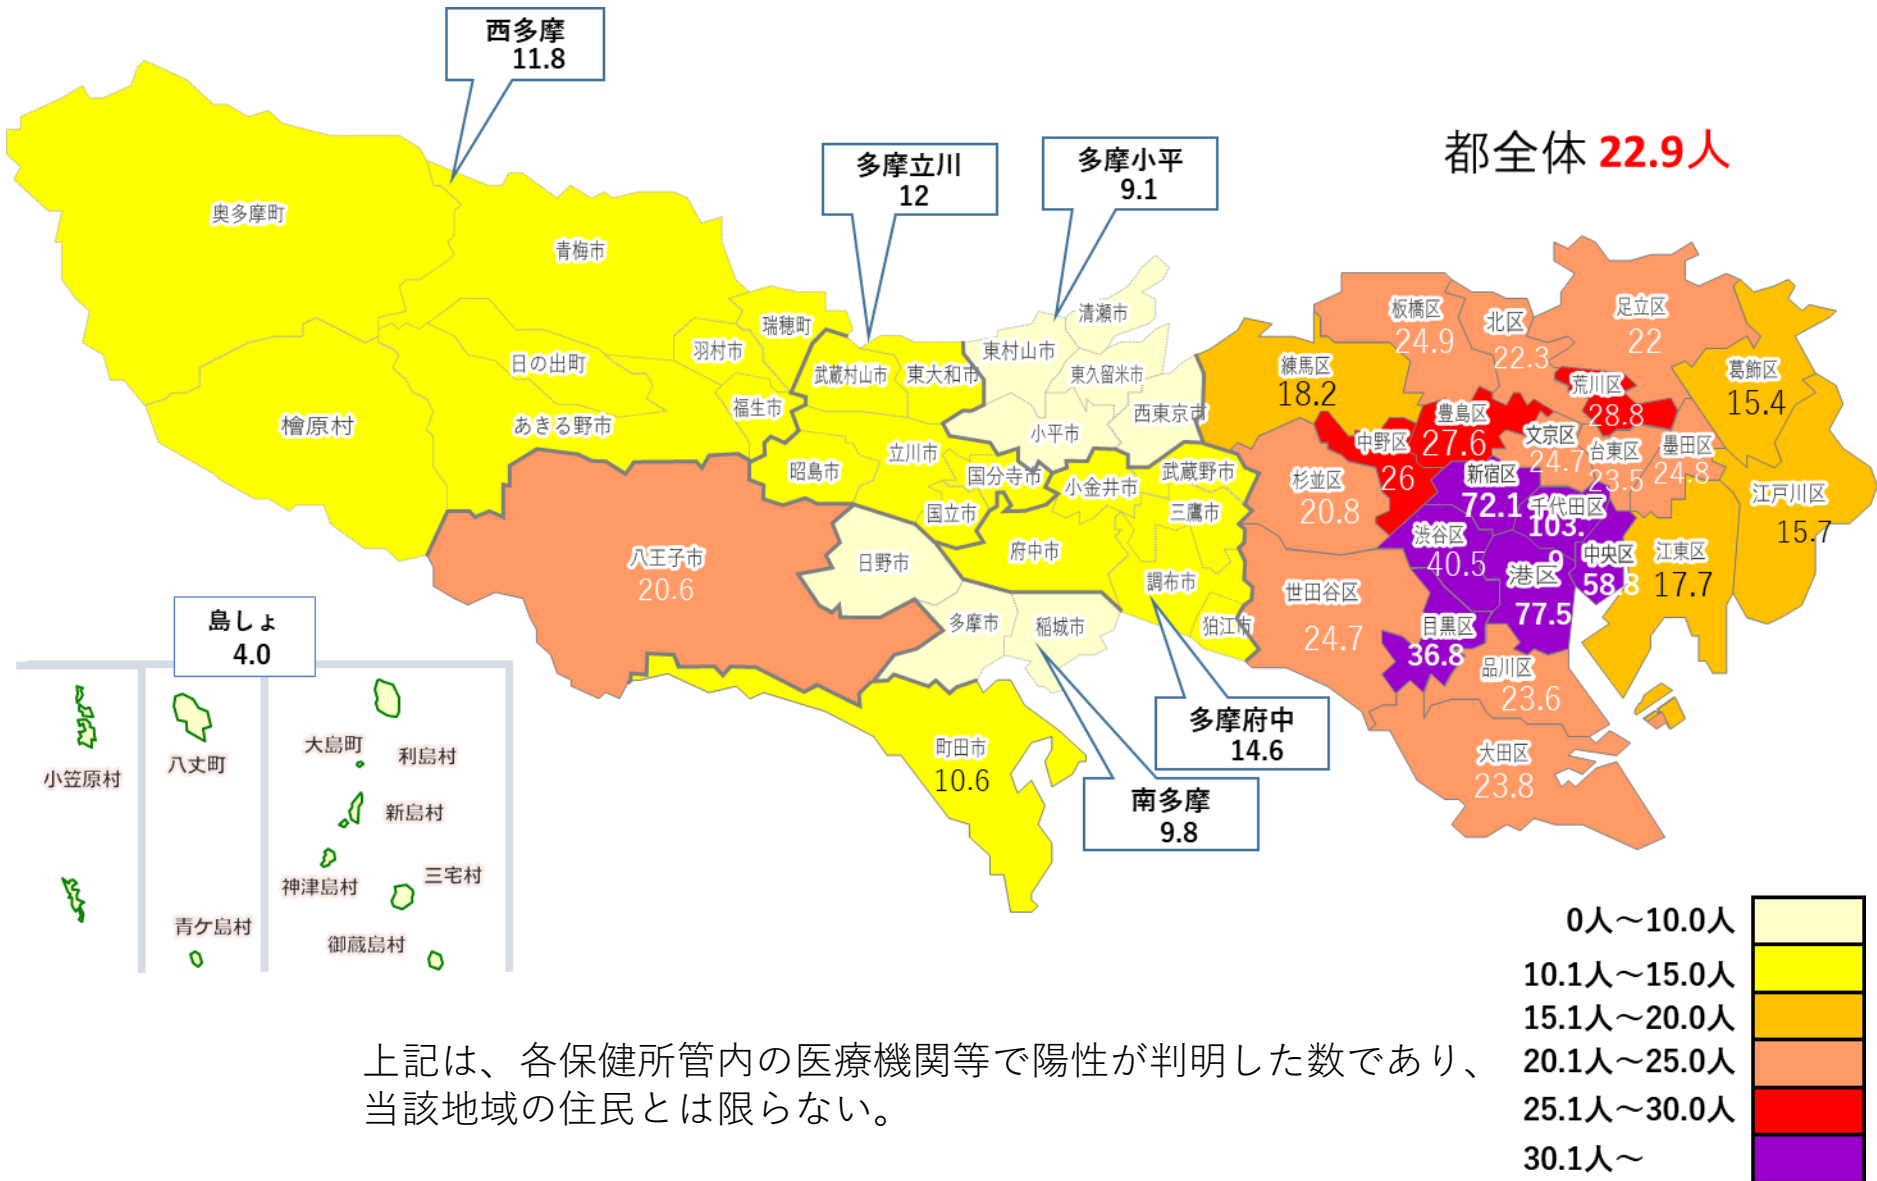 西多摩
11.8
多摩立川
12
多摩小平
9.1
都全体 22.9人
奥多摩町
青梅市
瑞穂町
羽村市
日の出町
福生市
あきる野市
檜原村
武蔵村山市
東大和市
東村山市
清瀬市
東久留米市
西東京市
小平市
昭島市
立川市
国分寺市
国立市
小金井市
武蔵野市
三鷹市
府中市
調布市
狛江市
八王子市
20.6
日野市
多摩市
稲城市
町田市
10.6
多摩府中
14.6
南多摩
9.8
練馬区
18.2
板橋区
24.9
北区
22.3
足立区
22
葛飾区
15.4
荒川区
28.8
豊島区
27.6
中野区
26
文京区
24.7
台東区
23.5
墨田区
24.8
杉並区
20.8
新宿区
72.1
千代田区
103.
9
江戸川区
15.7
渋谷区
40.5
港区
77.5
中央区
58.8
江東区
17.7
世田谷区
24.7
目黒区
36.8
品川区
23.6
大田区
23.8
島しょ
4.0
小笠原村
八丈町
青ケ島村
大島町
利島村
新島村
神津島村
三宅村
御蔵島村
0人～10.0人
10.1人～15.0人
15.1人～20.0人
20.1人～25.0人
25.1人～30.0人
30.1人～
上記は、各保健所管内の医療機関等で陽性が判明した数であり、
当該地域の住民とは限らない。